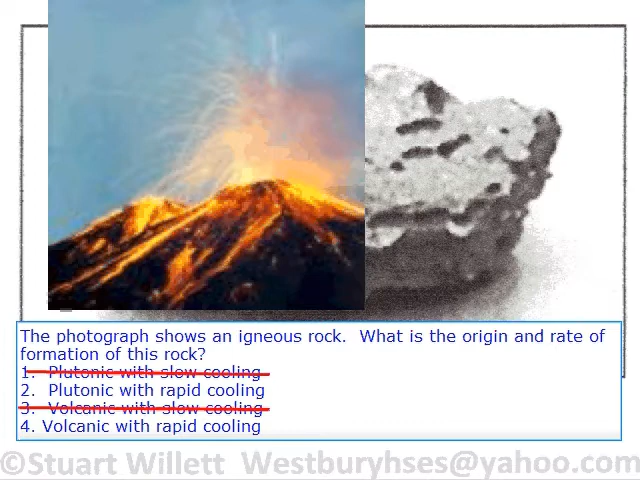 The photograph shows an igneous rock.  What is the origin and rate of
formation of this rock?
1.  Plutonic with slow cooling
2.  Plutonic with rapid cooling
3.  Volcanic with slow cooling
4. Volcanic with rapid cooling
©Stuart Willett  Westburyhses@yahoo.com